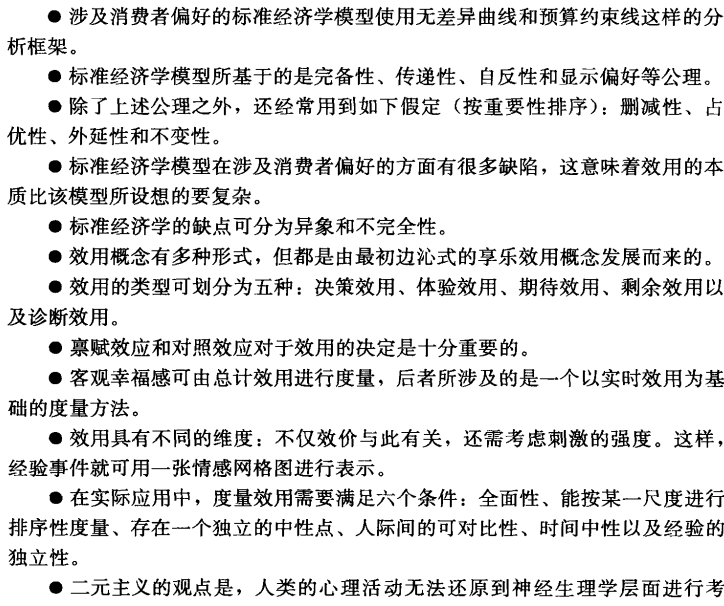 ● 涉及消费者偏好的标准经济学模型使用无差异曲线和预算约束线这样的分
析框架。
● 标准经济学模型所基于的是完备性、传递性、自反性和显示偏好等公理。
● 除了上述公理之外，还经常用到如下假定（按重要性排序）：删减性、占
优性、外延性和不变性。
● 标准经济学模型在涉及消费者偏好的方面有很多缺陷，这意味着效用的本
质比该模型所设想的要复杂。
● 标准经济学的缺点可分为异象和不完全性。
● 效用概念有多种形式，但都是由最初边沁式的享乐效用概念发展而来的。
● 效用的类型可划分为五种：决策效用、体验效用、期待效用、剩余效用以
及诊断效用。
● 禀赋效应和对照效应对于效用的决定是十分重要的。
● 客观幸福感可由总计效用进行度量，后者所涉及的是一个以实时效用为基
础的度量方法。
● 效用具有不同的维度：不仅效价与此有关，还需考虑刺激的强度。这样，
经验事件就可用一张情感网格图进行表示。
● 在实际应用中，度量效用需要满足六个条件：全面性、能按某一尺度进行
排序性度量、存在一个独立的中性点、人际间的可对比性、时间中性以及经验的
独立性。
● 二元主义的观点是，人类的心理活动无法还原到神经生理学层面进行考